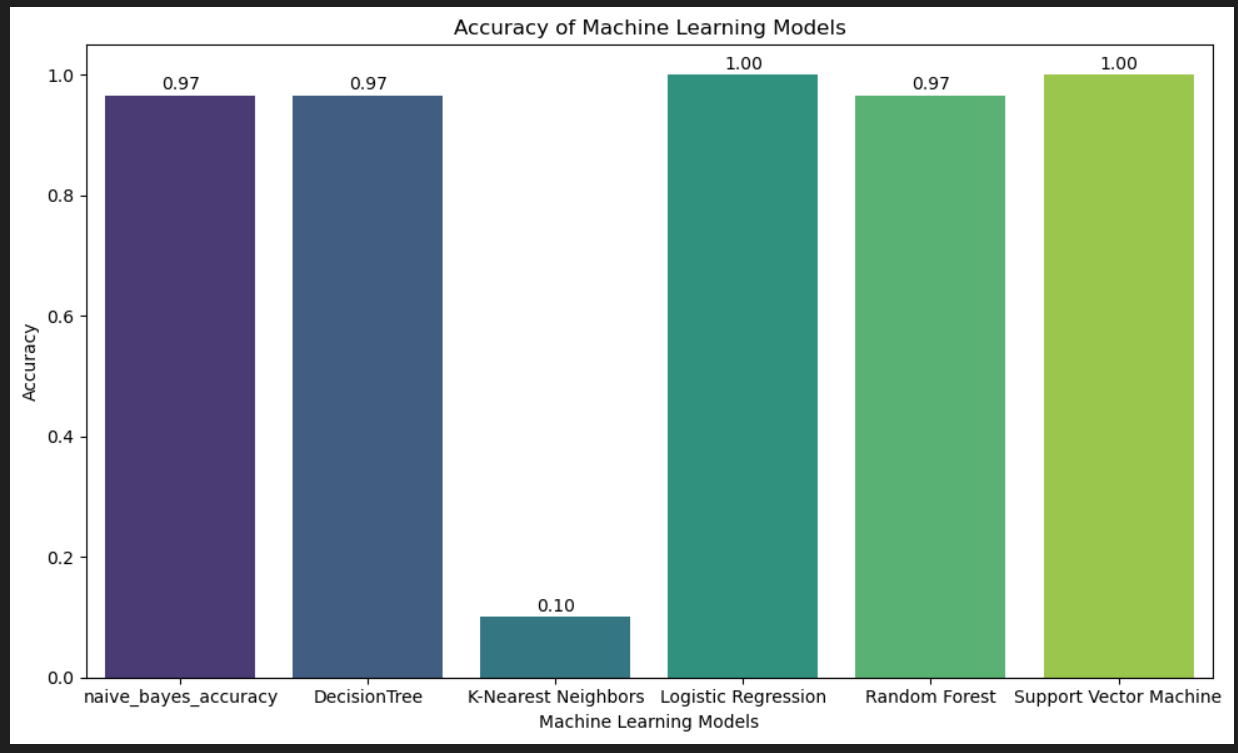 Accuracy of Machine Learning Models
Accuracy
1.0
0.8
0.6
0.4
0.2
0.0
0.97
0.97
0.10
1.00
0.97
1.00
naive_bayes_accuracy
DecisionTree
K-Nearest Neighbors
Logistic Regression
Random Forest
Support Vector Machine
Machine Learning Models